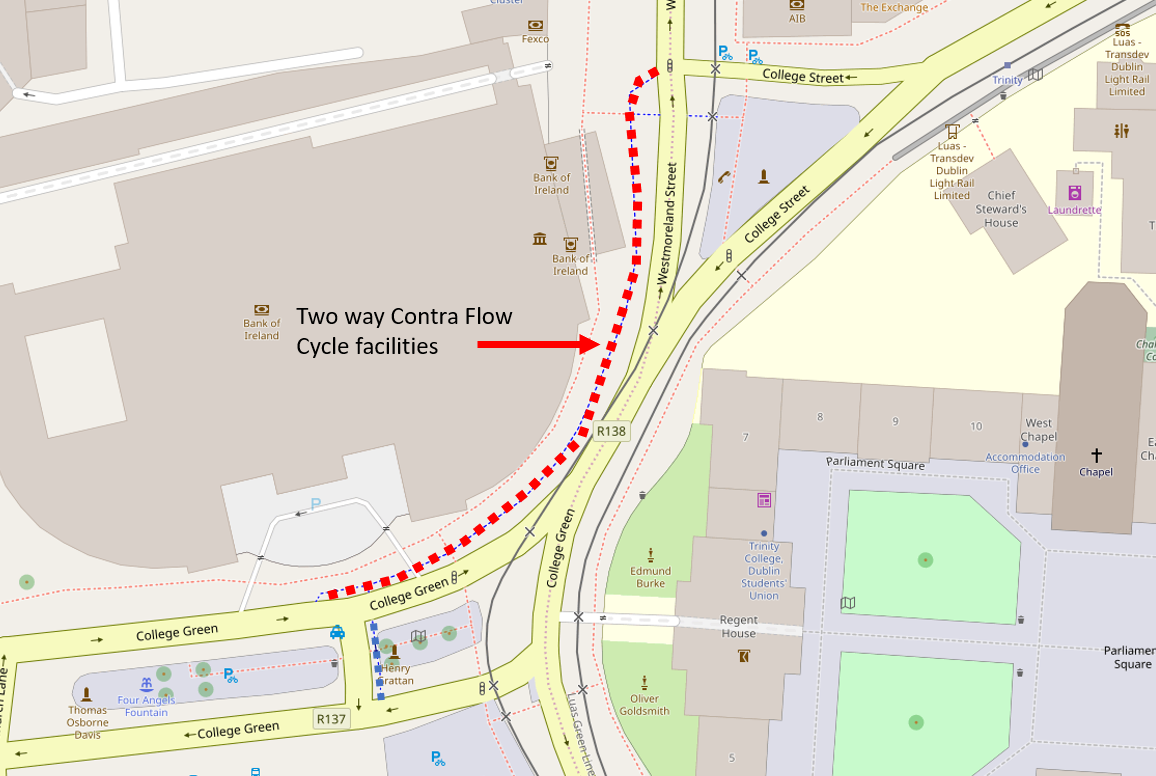 Cluster
AIB
The Exchange
Fexco
W
SOS
Luas -
Transdev
Dublin
Light Rail
Limited
College Street
Trinity
Luas -
Transdev
Dublin
Light Rail
Limited
Bank of
Ireland
Chief
Steward's
House
Laundrette
T
Westmoreland Street
College Street
Bank of
Ireland
Bank of
Ireland
Two way Contra Flow
Cycle facilities
R138
7
8
9
10
West
Chapel
Accommodation
Office
Chapel
Parliament Square
P
College Green
Trinity
College,
Dublin
Students'
Union
Edmund
Burke
College Green
College Green
Regent
House
Henry
Grattan
Parliamen
Square
Thomas
Osborne
Davis
Four Angels
Fountain
Oliver
Goldsmith
R137
College Green
Luas Green Line
5